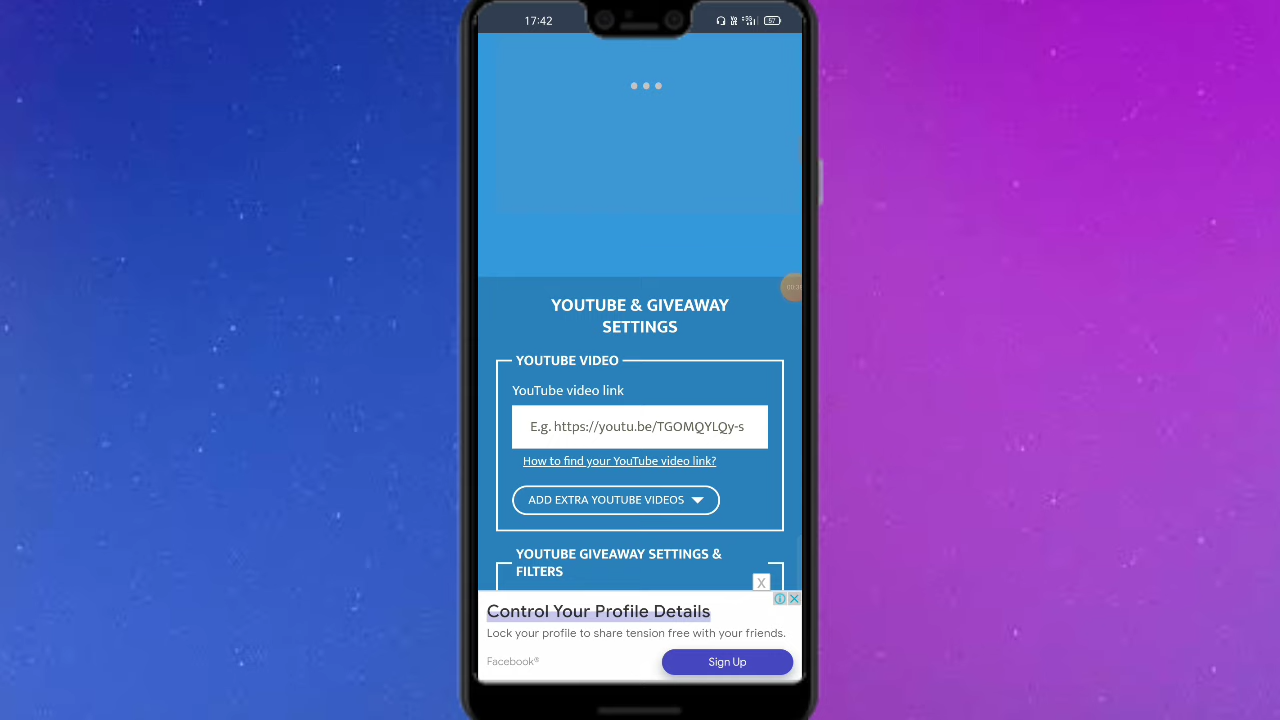 17:42
57
YOUTUBE & GIVEAWAY
SETTINGS
YOUTUBE VIDEO
YouTube video link
E.g. https://youtu.be/TGOMQYLQy-s
How to find your YouTube video link?
ADD EXTRA YOUTUBE VIDEOS
YOUTUBE GIVEAWAY SETTINGS &
FILTERS
X
Control Your Profile Details
Lock your profile to share tension free with your friends.
Facebook®
Sign Up